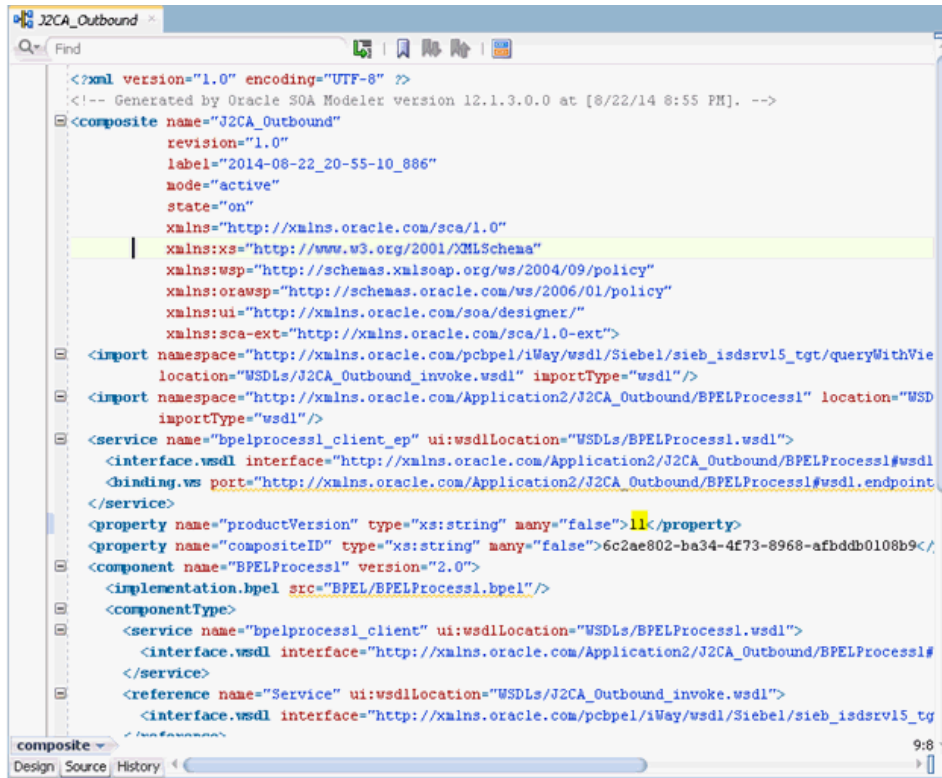 J2CA_Outbound
Find
<?xml version="1.0" encoding="UTF-8" ?>
<!-- Generated by Oracle SOA Modeler version 12.1.3.0.0 at [8/22/14 8:55 PM]. -->
<composite name="J2CA_Outbound"
revision="1.0"
label="2014-08-22_20-55-10_886"
mode="active"
state="on"
xmlns="http://xmlns.oracle.com/sca/1.0"
xmlns:xs="http://www.w3.org/2001/XMLSchema"
xmlns:wsp="http://schemas.xmlsoap.org/ws/2004/09/policy"
xmlns:orawsp="http://schemas.oracle.com/ws/2006/01/policy"
xmlns:ui="http://xmlns.oracle.com/soa/designer/"
xmlns:sca-ext="http://xmlns.oracle.com/sca/1.0-ext">
<import namespace="http://xmlns.oracle.com/pcbpel/iWay/wsdl/Siebel/sieb_isdsrv15_tgt/queryWithVie
location="WSDLs/J2CA_Outbound_invoke.wsdl" importType="wsdl"/>
<import namespace="http://xmlns.oracle.com/Application2/J2CA_Outbound/BPELProcess1" location="WSD
importType="wsdl"/>
<service name="bpelprocess1_client_ep" ui:wsdlLocation="WSDLs/BPELProcess1.wsdl">
<interface.wsdl interface="http://xmlns.oracle.com/Application2/J2CA_Outbound/BPELProcess1#wsdl
<binding.ws port="http://xmlns.oracle.com/Application2/J2CA_Outbound/BPELProcess1#wsdl.endpoint
</service>
<property name="productVersion" type="xs:string" many="false">11</property>
<property name="compositeID" type="xs:string" many="false">6c2ae802-ba34-4f73-8968-afbddb0108b9</
<component name="BPELProcess1" version="2.0">
<implementation.bpel src="BPEL/BPELProcess1.bpel"/>
<componentType>
<service name="bpelprocess1_client" ui:wsdlLocation="WSDLs/BPELProcess1.wsdl">
<interface.wsdl interface="http://xmlns.oracle.com/Application2/J2CA_Outbound/BPELProcess1#
</service>
<reference name="Service" ui:wsdlLocation="WSDLs/J2CA_Outbound_invoke.wsdl">
<interface.wsdl interface="http://xmlns.oracle.com/pcbpel/iWay/wsdl/Siebel/sieb_isdsrv15_tg
</reference>
composite 9:8
Design Source History